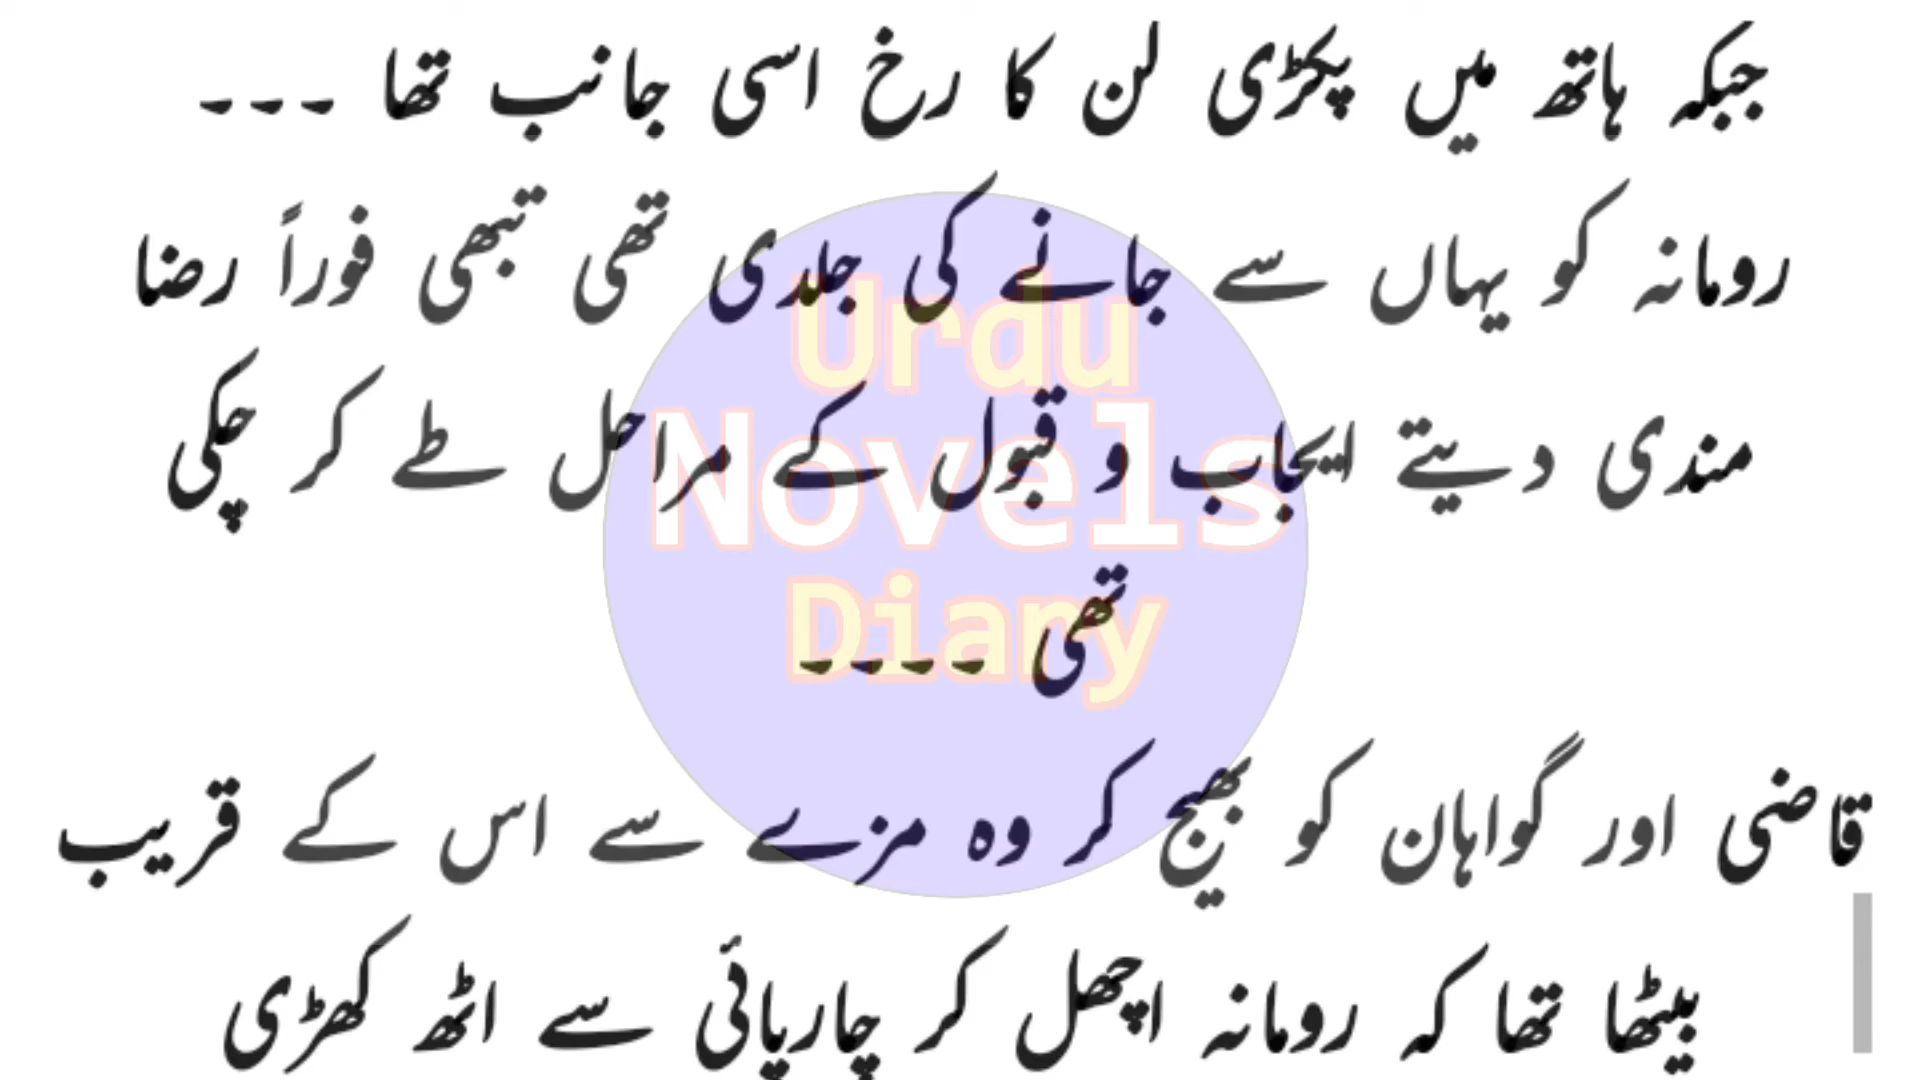 جبکہ ہاتھ میں پکڑی لن کا رخ اسی جانب تھا ---
رومانہ کو یہاں سے جانے کی جلدی تھی تبھی فوراً رضا
مندی دیتے ایجاب و قبول کے مراحل طے کر چکی
تھی ----
قاضی اور گواہان کو بھیج کر وہ مزے سے اس کے قریب
بیٹھا تھا کہ رومانہ اچھل کر چارپائی سے اٹھ کھڑی
Urdu
Novels
Diary